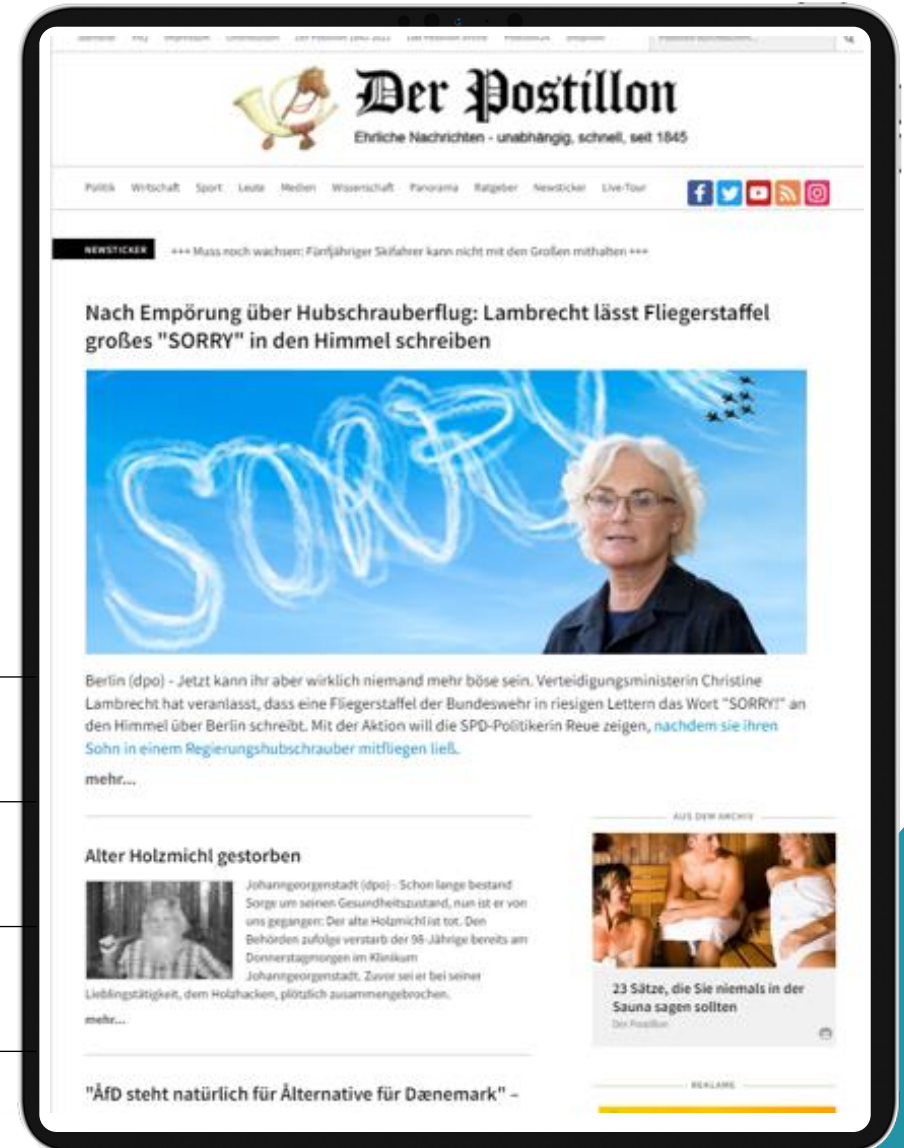 Der Postillon
Ehrliche Nachrichten - unabhängig, schnell, seit 1845
Politik Wirtschaft Sport Leute Medien Wissenschaft Panorama Ratgeber Newsticker Live-Tour
NEWSTICKER +++ Muss noch wachsen: Fünfjähriger Skifahrer kann nicht mit den Großen mithalten +++
Nach Empörung über Hubschrauberflug: Lambrecht lässt Fliegerstaffel
großes "SORRY" in den Himmel schreiben
SORRY
Berlin (dpo) - Jetzt kann ihr aber wirklich niemand mehr böse sein. Verteidigungsministerin Christine
Lambrecht hat veranlasst, dass eine Fliegerstaffel der Bundeswehr in riesigen Lettern das Wort "SORRY!" an
den Himmel über Berlin schreibt. Mit der Aktion will die SPD-Politikerin Reue zeigen, nachdem sie ihren
Sohn in einem Regierungshubschrauber mitfliegen ließ.
mehr...
Alter Holzmichl gestorben
Johanngeorgenstadt (dpo) - Schon lange bestand
Sorge um seinen Gesundheitszustand, nun ist er von
uns gegangen: Der alte Holzmichl ist tot. Den
Behörden zufolge verstarb der 98-Jährige bereits am
Donnerstagmorgen im Klinikum
Johanngeorgenstadt. Zuvor sei er bei seiner
Lieblingstätigkeit, dem Holzhacken, plötzlich zusammengebrochen.
mehr...
"ÅfD steht natürlich für Ålternative für Dænemark" –
AUS DEM ARCHIV
23 Sätze, die Sie niemals in der
Sauna sagen sollten
Der Postillon
REKLAME